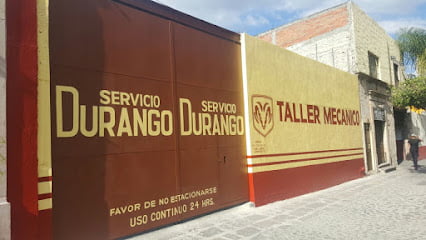 SERVICIO
DURANGO
SERVICIO
DURANGO
TALLER MECANICO
FAVOR DE NO ESTACIONARSE
USO CONTINUO 24 HRS.